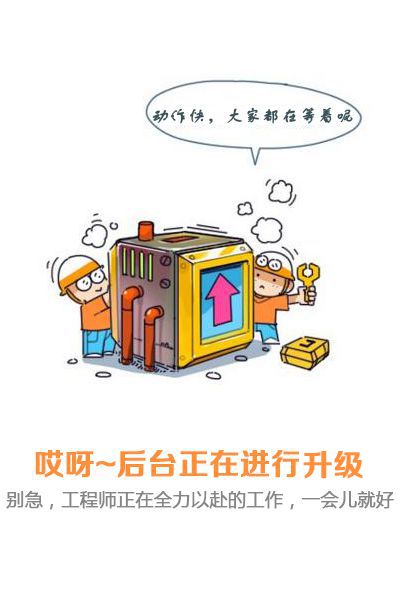 动作快，大家都在等着呢
哎呀~后台正在进行升级
别急，工程师正在全力以赴的工作，一会儿就好